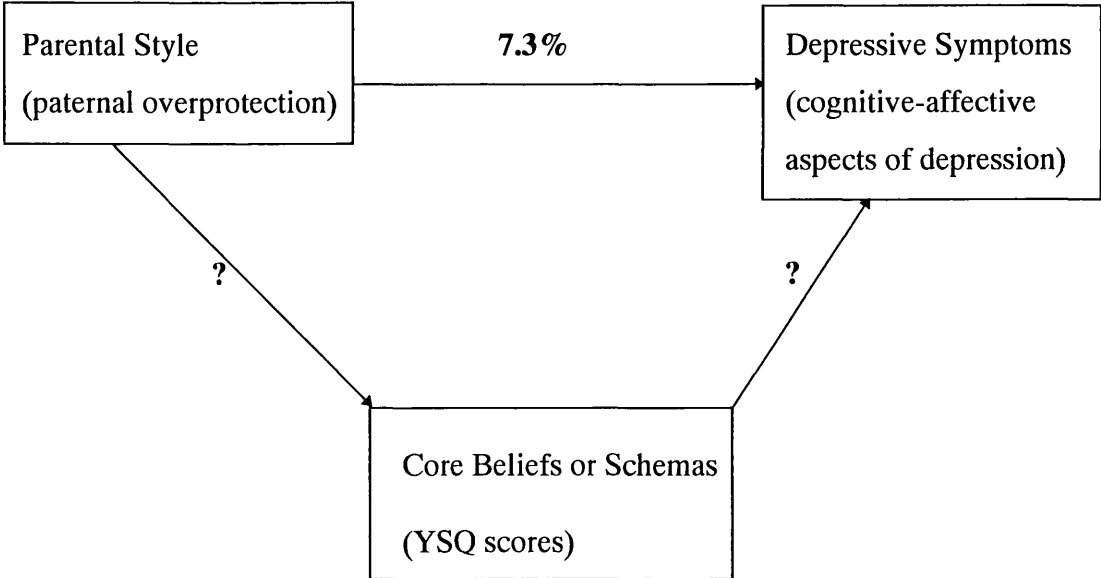 Parental Style
(paternal overprotection)
7.3%
Depressive Symptoms
(cognitive-affective
aspects of depression)
?
?
Core Beliefs or Schemas
(YSQ scores)